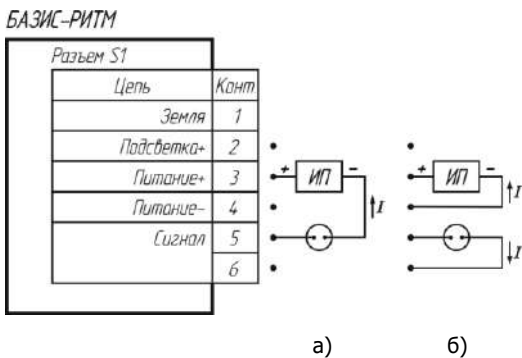 БАЗИС-РИТМ
Разъем S1
Цепь Конт
Земля 1
Подсветка+ 2
Питание+ 3
Питание– 4
Сигнал 5
6
+ ИП – I
+ ИП – I
I
а) б)